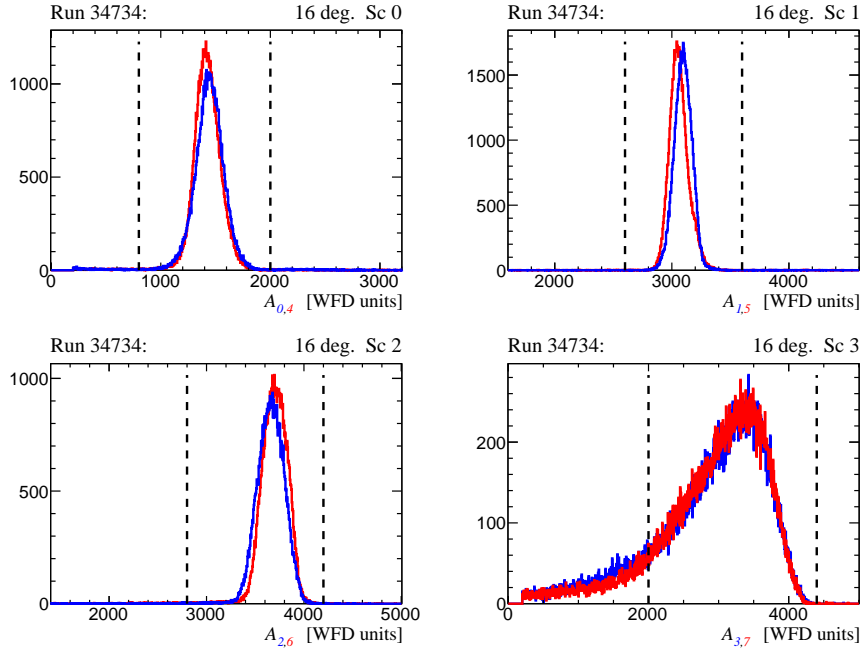 Run 34734: 16 deg. Sc 0
1000
500
0
0 1000 2000 3000
A0,4 [WFD units]
Run 34734: 16 deg. Sc 1
1500
1000
500
0
2000 3000 4000
A1,5 [WFD units]
Run 34734: 16 deg. Sc 2
1000
500
0
2000 3000 4000 5000
A2,6 [WFD units]
Run 34734: 16 deg. Sc 3
200
100
0
0 2000 4000
A3,7 [WFD units]